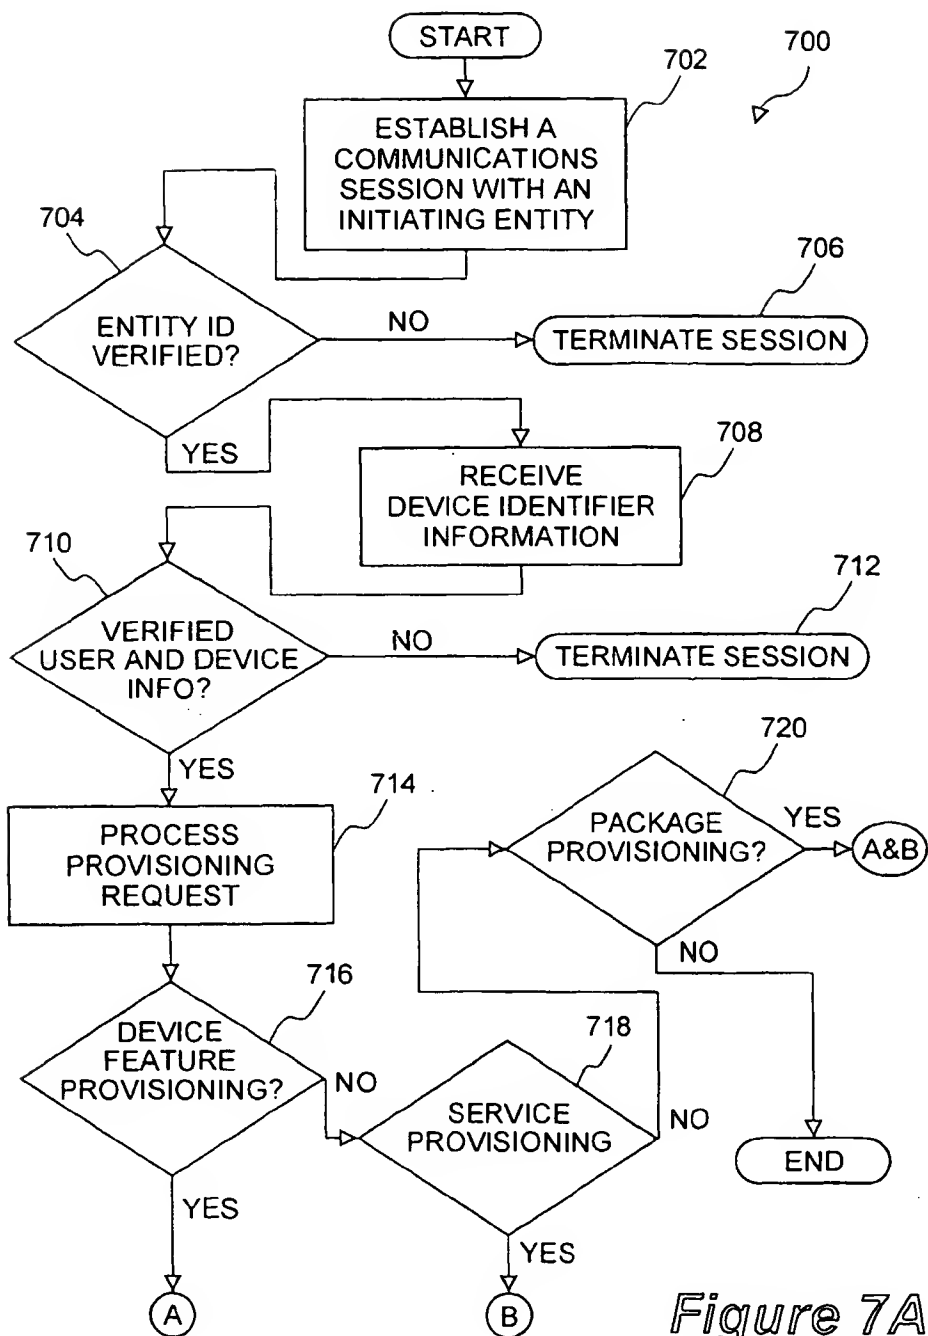 START
702
700
ESTABLISH A
COMMUNICATIONS
SESSION WITH AN
INITIATING ENTITY
704
706
ENTITY ID
VERIFIED?
NO
TERMINATE SESSION
YES
708
RECEIVE
DEVICE IDENTIFIER
INFORMATION
710
712
VERIFIED
USER AND DEVICE
INFO?
NO
TERMINATE SESSION
YES
714
PROCESS
PROVISIONING
REQUEST
720
PACKAGE
PROVISIONING?
YES
A&B
NO
716
DEVICE
FEATURE
PROVISIONING?
NO
718
SERVICE
PROVISIONING
NO
END
YES
YES
A
B
Figure 7A